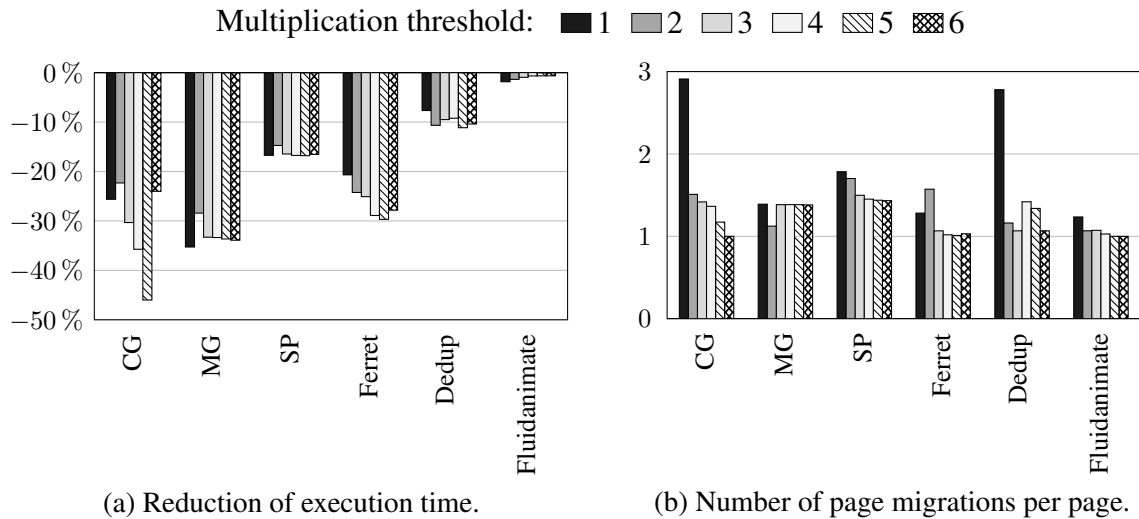 Multiplication threshold: 1 2 3 4 5 6
0 %
−10 %
−20 %
−30 %
−40 %
−50 %
CG
MG
SP
Ferret
Dedup
Fluidanimate
(a) Reduction of execution time.
3
2
1
0
CG
MG
SP
Ferret
Dedup
Fluidanimate
(b) Number of page migrations per page.